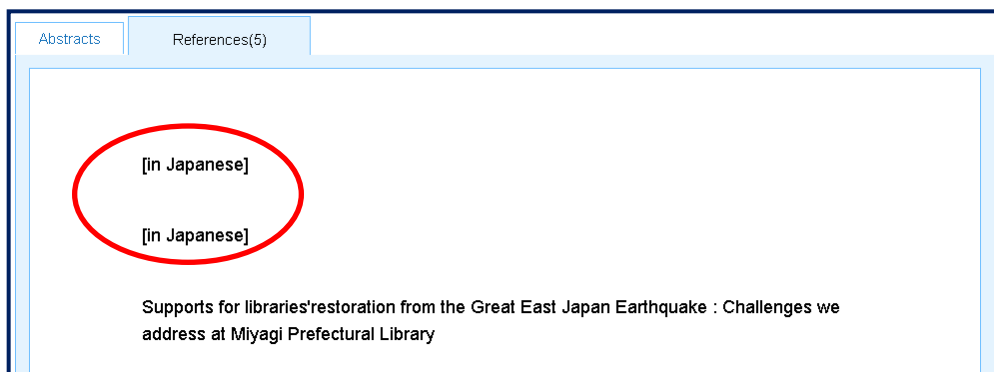 Abstracts References(5)
[in Japanese]
[in Japanese]
Supports for libraries'restoration from the Great East Japan Earthquake : Challenges we
address at Miyagi Prefectural Library